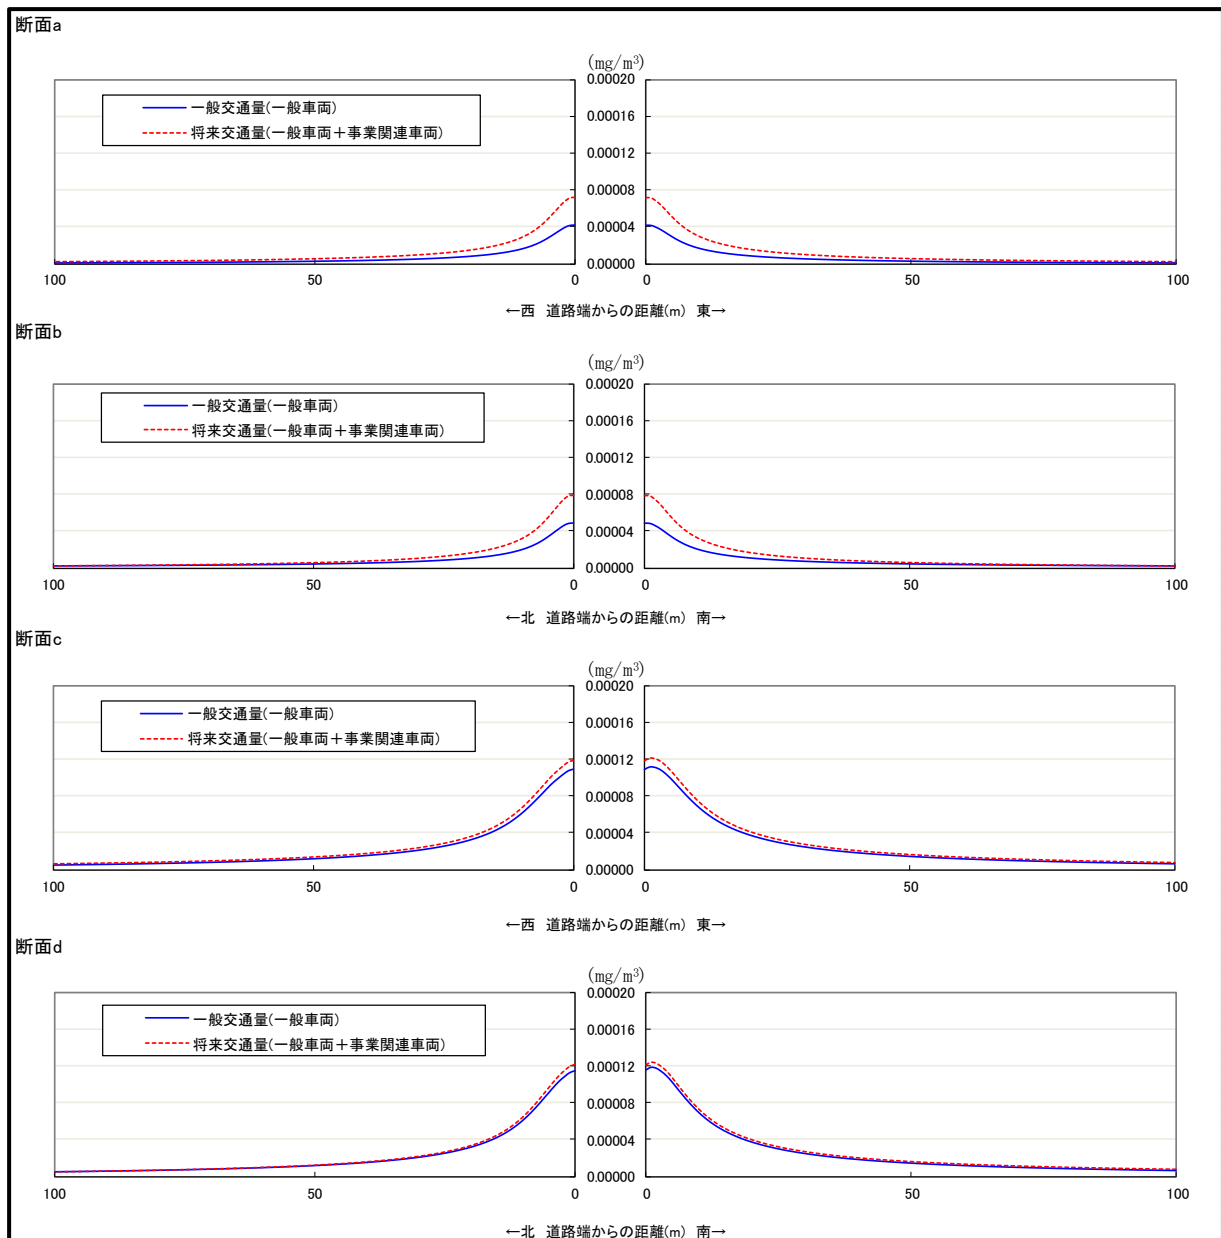 断面a
(mg/m³)
一般交通量(一般車両)
将来交通量(一般車両＋事業関連車両)
0.00020
0.00016
0.00012
0.00008
0.00004
0.00000
100 50 0 0 50 100
←西 道路端からの距離(m) 東→
断面b
(mg/m³)
一般交通量(一般車両)
将来交通量(一般車両＋事業関連車両)
0.00020
0.00016
0.00012
0.00008
0.00004
0.00000
100 50 0 0 50 100
←北 道路端からの距離(m) 南→
断面c
(mg/m³)
一般交通量(一般車両)
将来交通量(一般車両＋事業関連車両)
0.00020
0.00016
0.00012
0.00008
0.00004
0.00000
100 50 0 0 50 100
←西 道路端からの距離(m) 東→
断面d
(mg/m³)
一般交通量(一般車両)
将来交通量(一般車両＋事業関連車両)
0.00020
0.00016
0.00012
0.00008
0.00004
0.00000
100 50 0 0 50 100
←北 道路端からの距離(m) 南→